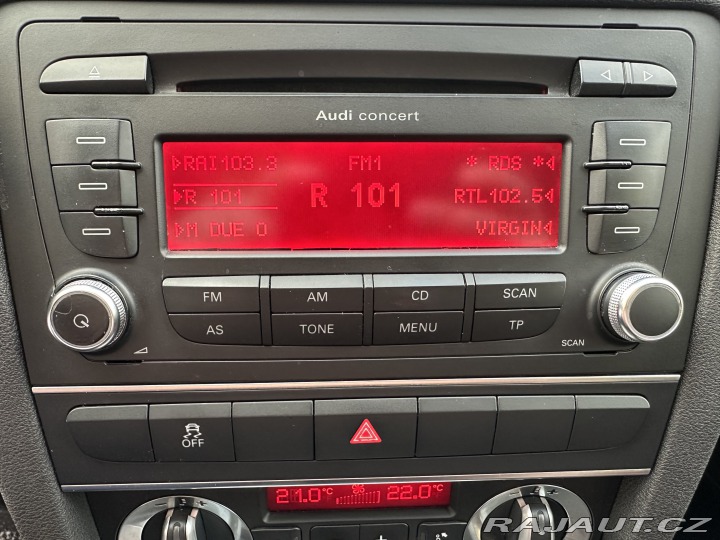 Audi concert
RAI103.3 FM1 * RDS *
R 101 R 101 RTL102.5
M DUE O VIRGIN
FM AM CD SCAN
AS TONE MENU TP
SCAN
OFF
21.0°C 22.0°C
RAJAUT.CZ